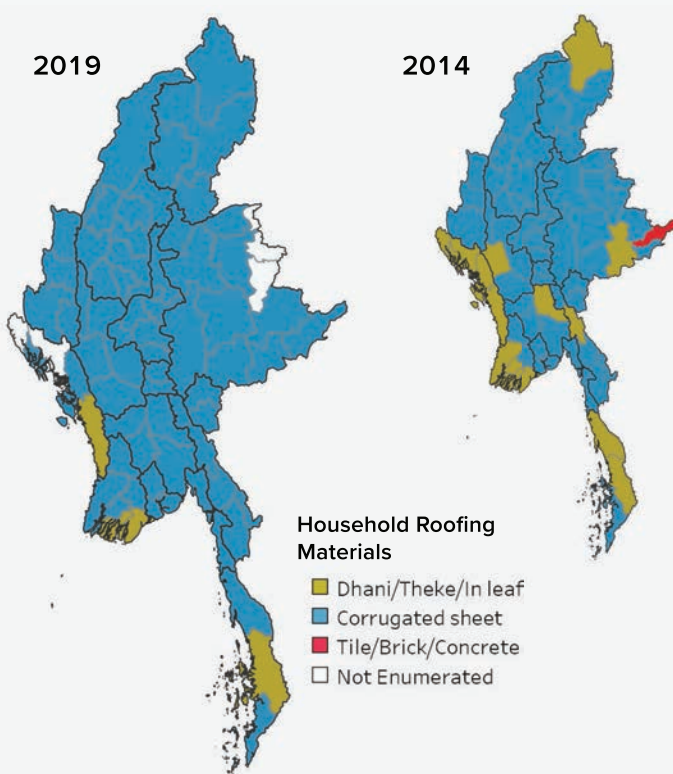 2019
2014
Household Roofing
Materials
Dhani/Theke/In leaf
Corrugated sheet
Tile/Brick/Concrete
Not Enumerated